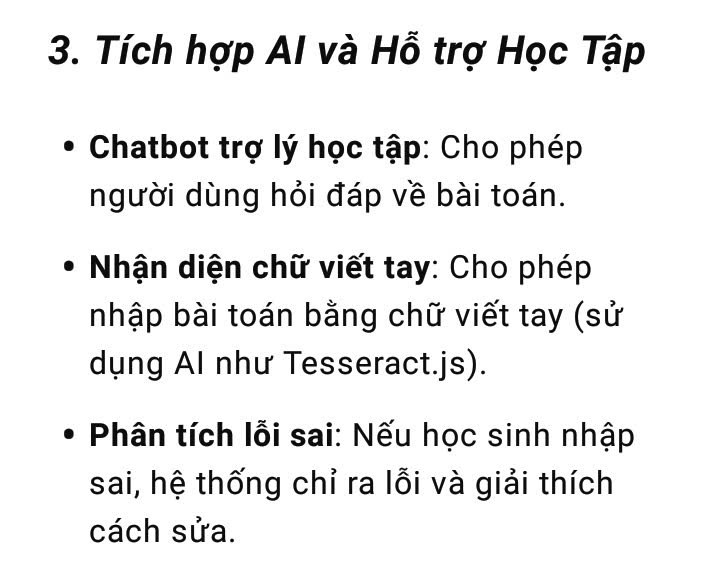 3. Tích hợp AI và Hỗ trợ Học Tập
• Chatbot trợ lý học tập: Cho phép
người dùng hỏi đáp về bài toán.
• Nhận diện chữ viết tay: Cho phép
nhập bài toán bằng chữ viết tay (sử
dụng AI như Tesseract.js).
• Phân tích lỗi sai: Nếu học sinh nhập
sai, hệ thống chỉ ra lỗi và giải thích
cách sửa.